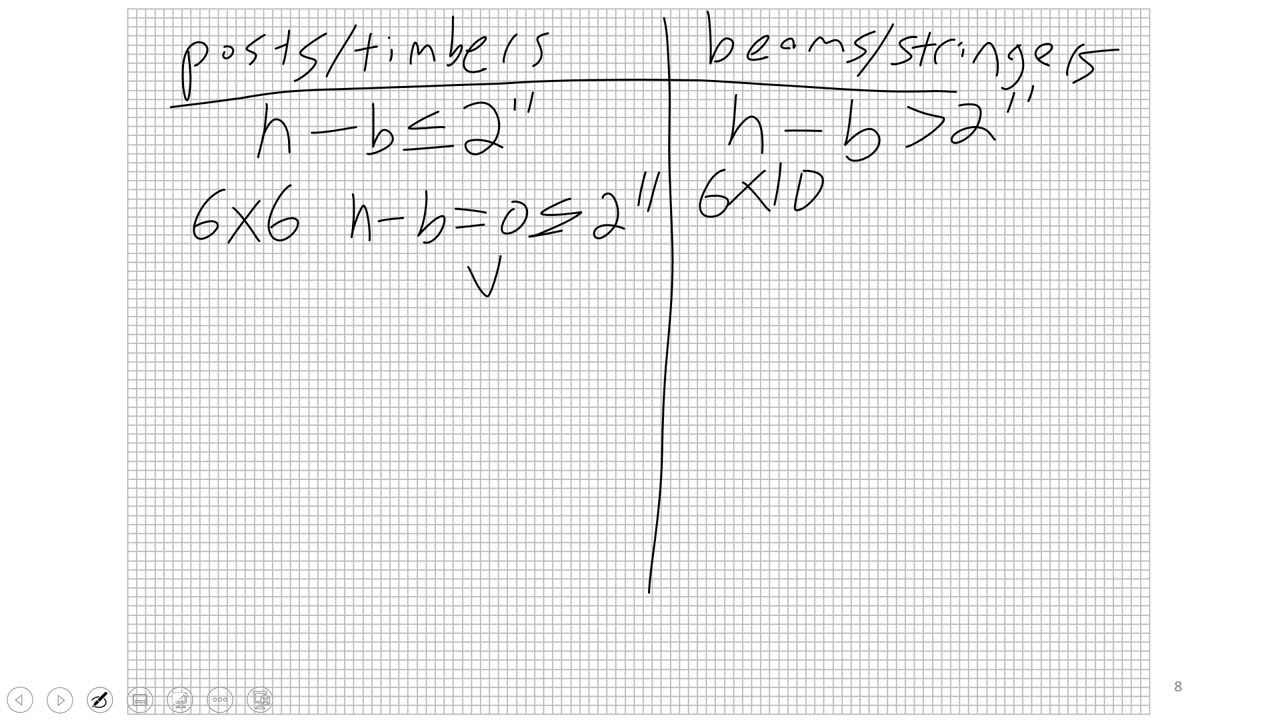 posts/timbers
h-b≤2"
6x6 h-b=0≤2"
✓
beams/stringers
h-b>2"
6x10
8